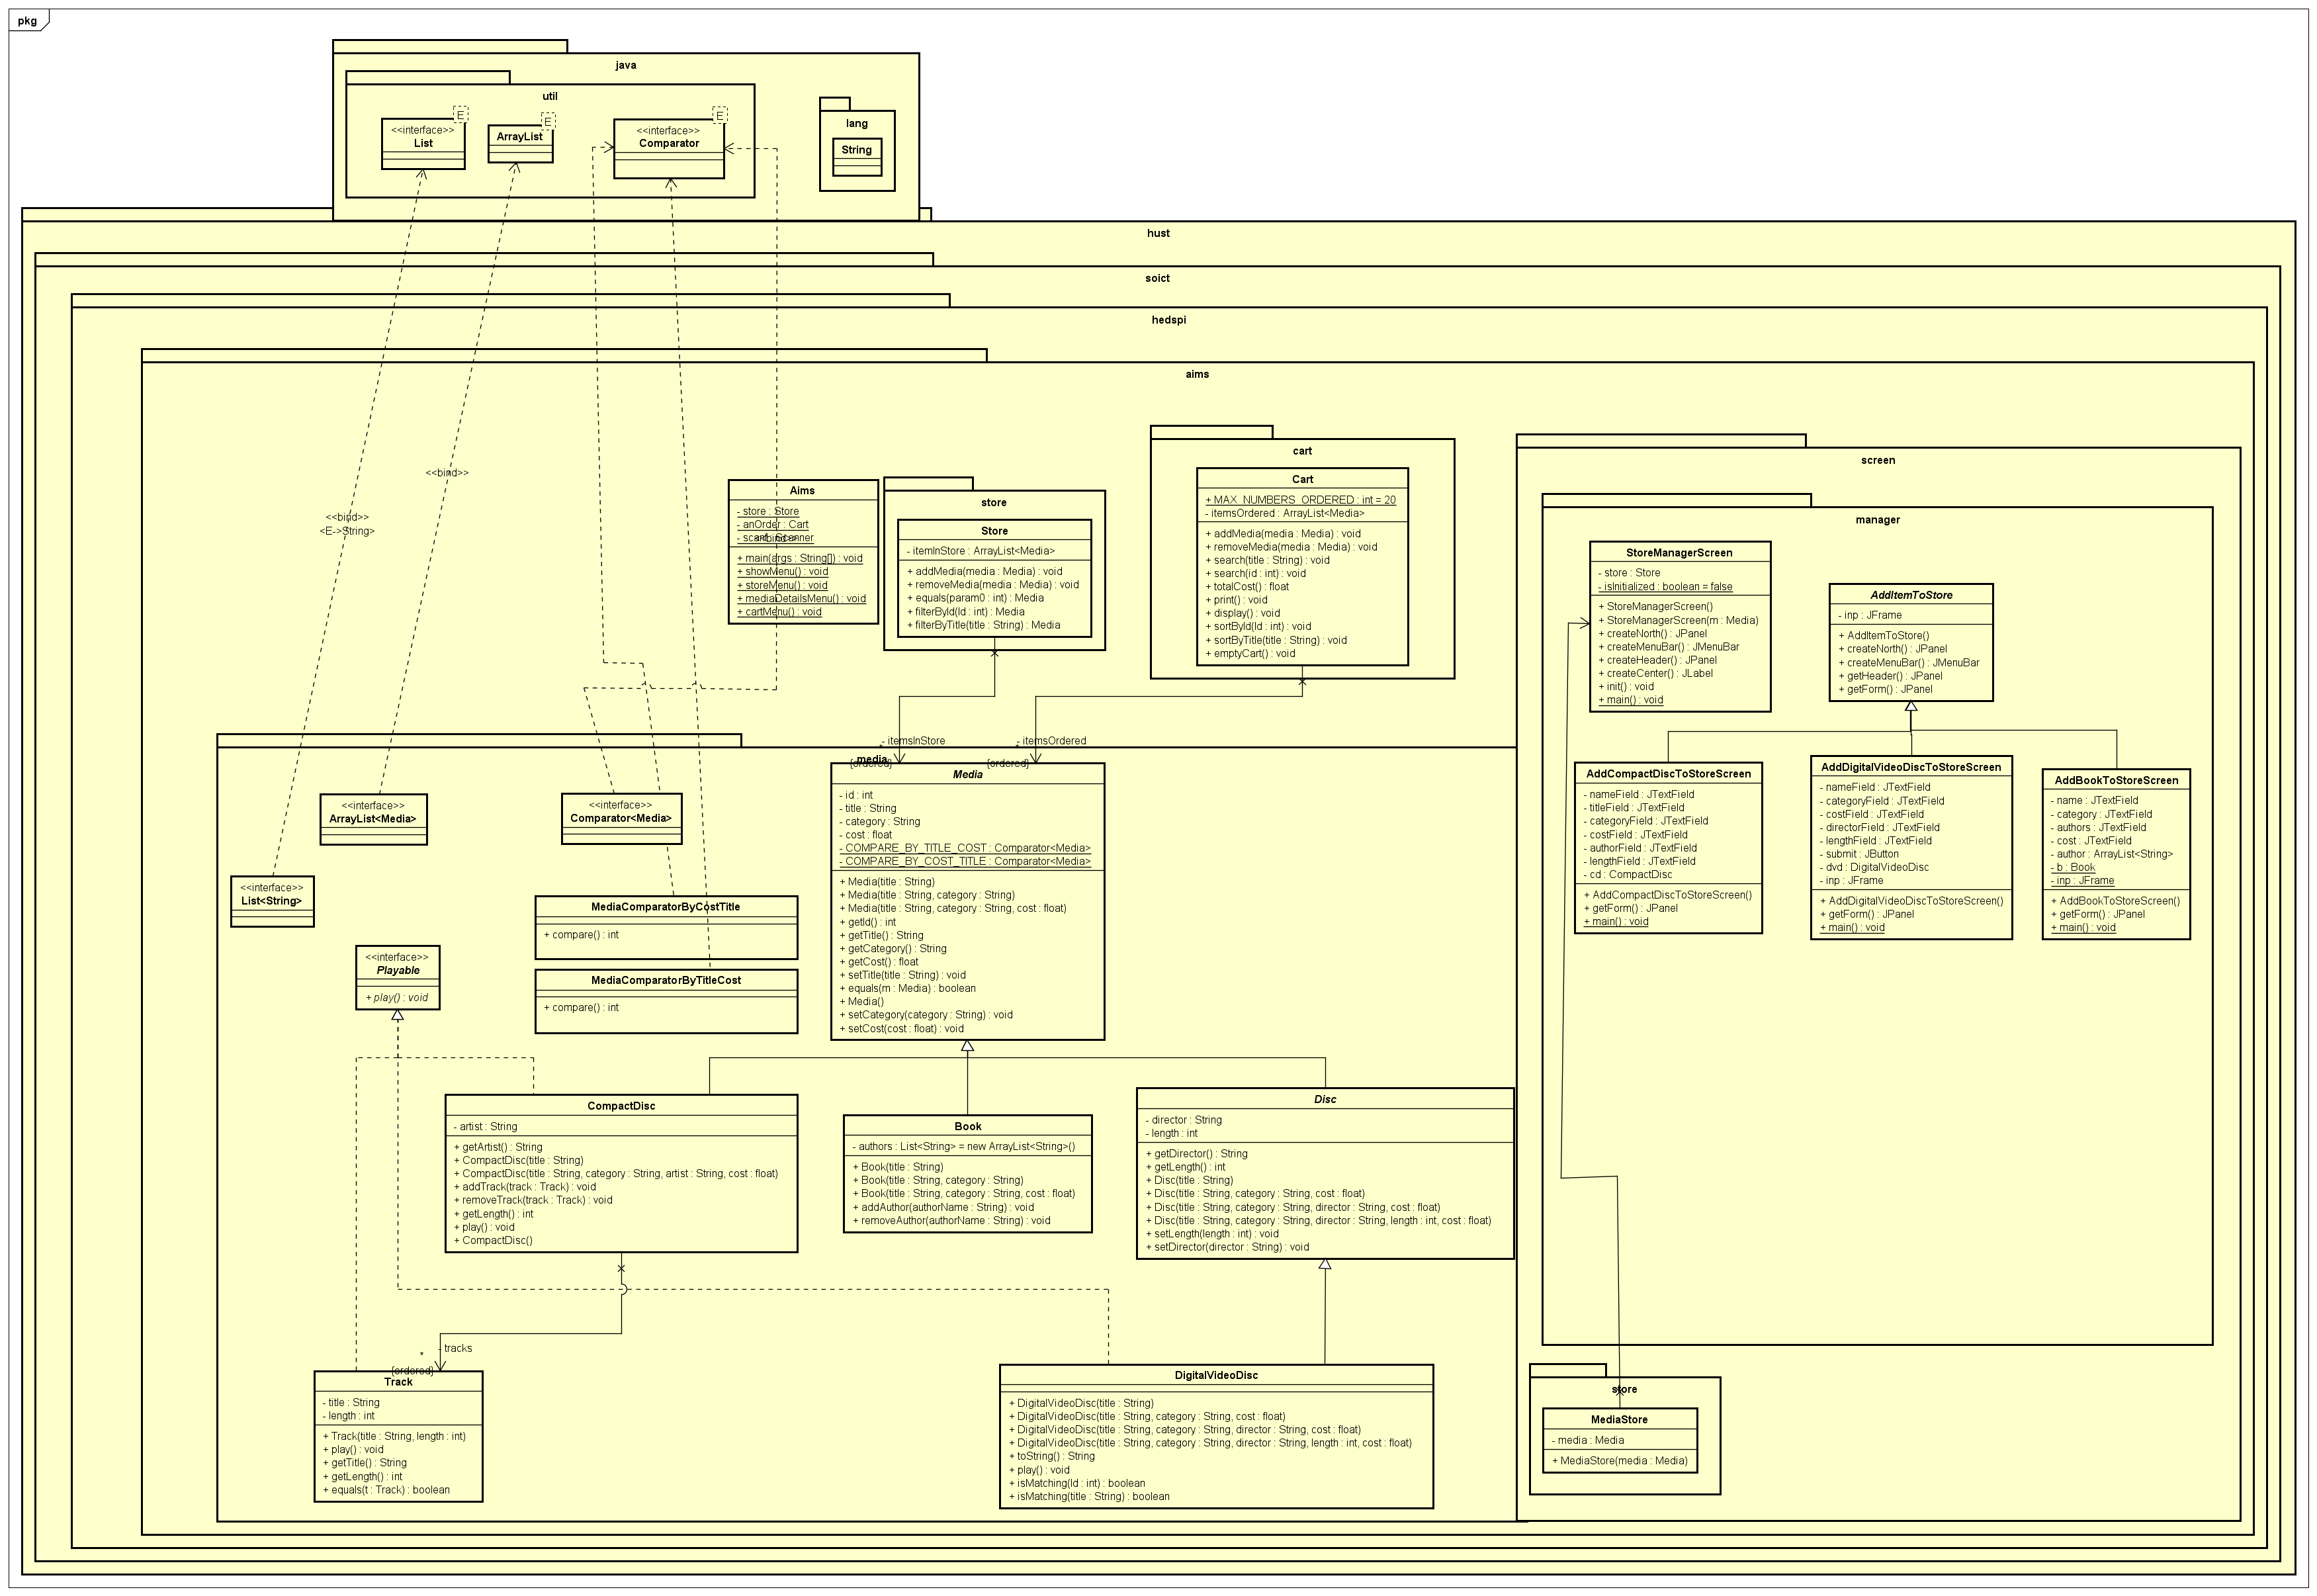 pkg
java
util
E
<<interface>>
List
E
ArrayList
E
<<interface>>
Comparator
lang
String
hust
soict
hedspi
aims
<<bind>>
<<bind>>
<E->String>
Aims
- store : Store
- anOrder : Cart
- scanf : Scanner
<<bind>>
+ main(args : String[]) : void
+ showMenu() : void
+ storeMenu() : void
+ mediaDetailsMenu() : void
+ cartMenu() : void
store
Store
- itemInStore : ArrayList<Media>
+ addMedia(media : Media) : void
+ removeMedia(media : Media) : void
+ equals(param0 : int) : Media
+ filterById(Id : int) : Media
+ filterByTitle(title : String) : Media
cart
Cart
+ MAX_NUMBERS_ORDERED : int = 20
- itemsOrdered : ArrayList<Media>
+ addMedia(media : Media) : void
+ removeMedia(media : Media) : void
+ search(title : String) : void
+ search(id : int) : void
+ totalCost() : float
+ print() : void
+ display() : void
+ sortById(Id : int) : void
+ sortByTitle(title : String) : void
+ emptyCart() : void
screen
manager
StoreManagerScreen
- store : Store
- isInitialized : boolean = false
+ StoreManagerScreen()
+ StoreManagerScreen(m : Media)
+ createNorth() : JPanel
+ createMenuBar() : JMenuBar
+ createHeader() : JPanel
+ createCenter() : JLabel
+ init() : void
+ main() : void
AddItemToStore
- inp : JFrame
+ AddItemToStore()
+ createNorth() : JPanel
+ createMenuBar() : JMenuBar
+ getHeader() : JPanel
+ getForm() : JPanel
AddCompactDiscToStoreScreen
- nameField : JTextField
- titleField : JTextField
- categoryField : JTextField
- costField : JTextField
- authorField : JTextField
- lengthField : JTextField
- cd : CompactDisc
+ AddCompactDiscToStoreScreen()
+ getForm() : JPanel
+ main() : void
AddDigitalVideoDiscToStoreScreen
- nameField : JTextField
- categoryField : JTextField
- costField : JTextField
- directorField : JTextField
- lengthField : JTextField
- submit : JButton
- dvd : DigitalVideoDisc
- inp : JFrame
+ AddDigitalVideoDiscToStoreScreen()
+ getForm() : JPanel
+ main() : void
AddBookToStoreScreen
- name : JTextField
- category : JTextField
- authors : JTextField
- cost : JTextField
- author : ArrayList<String>
- b : Book
- inp : JFrame
+ AddBookToStoreScreen()
+ getForm() : JPanel
+ main() : void
media
* - itemsInStore
{ordered}
* - itemsOrdered
{ordered}
<<interface>>
ArrayList<Media>
<<interface>>
Comparator<Media>
<<interface>>
List<String>
MediaComparatorByCostTitle
+ compare() : int
MediaComparatorByTitleCost
+ compare() : int
<<interface>>
Playable
+ play() : void
Media
- id : int
- title : String
- category : String
- cost : float
- COMPARE_BY_TITLE_COST : Comparator<Media>
- COMPARE_BY_COST_TITLE : Comparator<Media>
+ Media(title : String)
+ Media(title : String, category : String)
+ Media(title : String, category : String, cost : float)
+ getId() : int
+ getTitle() : String
+ getCategory() : String
+ getCost() : float
+ setTitle(title : String) : void
+ equals(m : Media) : boolean
+ Media()
+ setCategory(category : String) : void
+ setCost(cost : float) : void
CompactDisc
- artist : String
+ getArtist() : String
+ CompactDisc(title : String)
+ CompactDisc(title : String, category : String, artist : String, cost : float)
+ addTrack(track : Track) : void
+ removeTrack(track : Track) : void
+ getLength() : int
+ play() : void
+ CompactDisc()
Book
- authors : List<String> = new ArrayList<String>()
+ Book(title : String)
+ Book(title : String, category : String)
+ Book(title : String, category : String, cost : float)
+ addAuthor(authorName : String) : void
+ removeAuthor(authorName : String) : void
Disc
- director : String
- length : int
+ getDirector() : String
+ getLength() : int
+ Disc(title : String)
+ Disc(title : String, category : String, cost : float)
+ Disc(title : String, category : String, director : String, cost : float)
+ Disc(title : String, category : String, director : String, length : int, cost : float)
+ setLength(length : int) : void
+ setDirector(director : String) : void
* - tracks
{ordered}
Track
- title : String
- length : int
+ Track(title : String, length : int)
+ play() : void
+ getTitle() : String
+ getLength() : int
+ equals(t : Track) : boolean
DigitalVideoDisc
+ DigitalVideoDisc(title : String)
+ DigitalVideoDisc(title : String, category : String, cost : float)
+ DigitalVideoDisc(title : String, category : String, director : String, cost : float)
+ DigitalVideoDisc(title : String, category : String, director : String, length : int, cost : float)
+ toString() : String
+ play() : void
+ isMatching(Id : int) : boolean
+ isMatching(title : String) : boolean
store
MediaStore
- media : Media
+ MediaStore(media : Media)